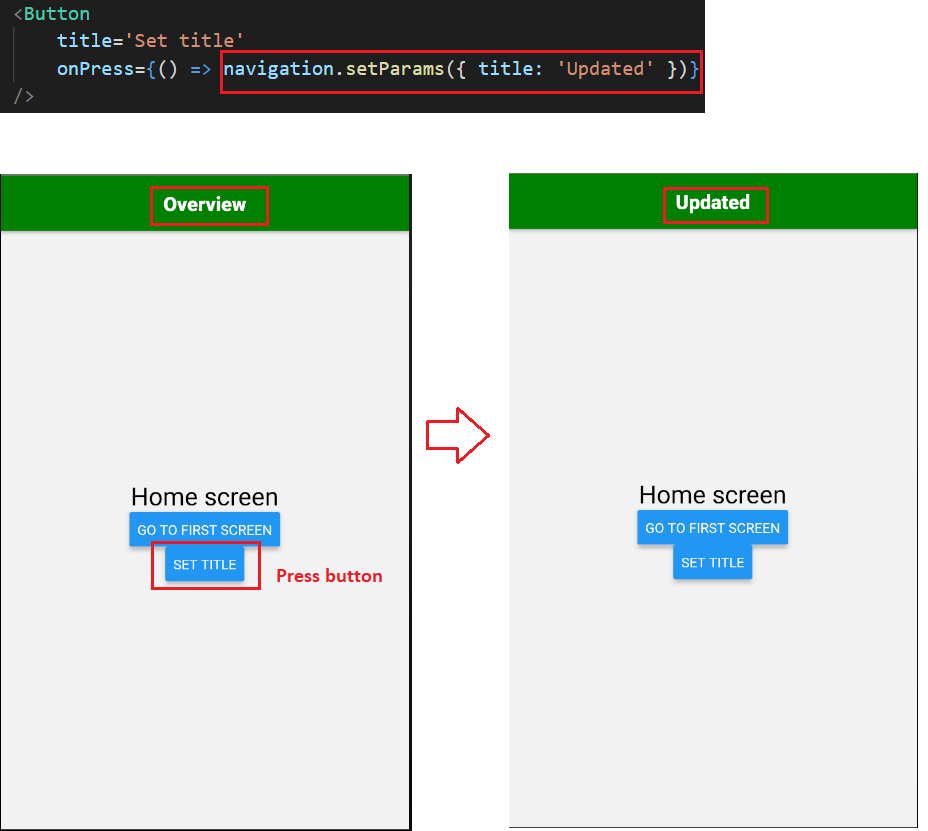 <Button
title='Set title'
onPress={() => navigation.setParams({ title: 'Updated' })}
/>
Overview
Home screen
GO TO FIRST SCREEN
SET TITLE
Press button
Updated
Home screen
GO TO FIRST SCREEN
SET TITLE